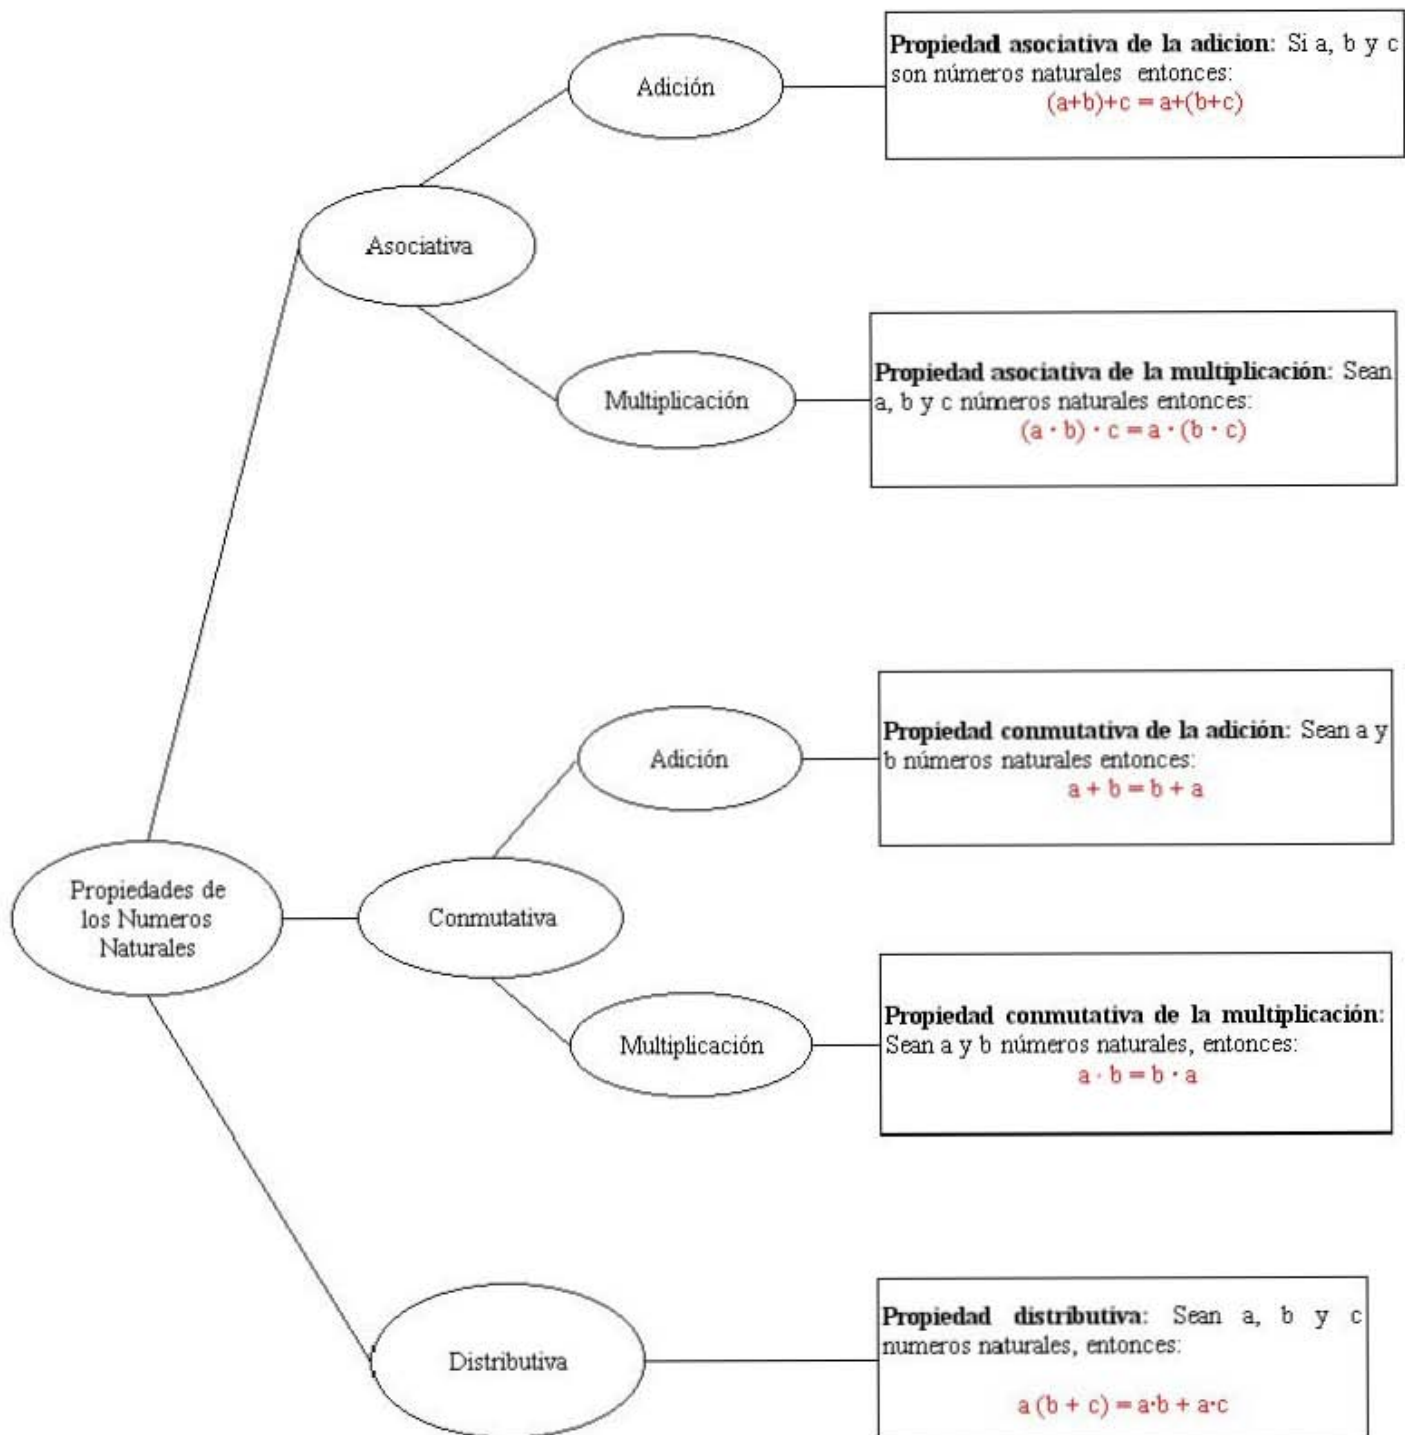 Propiedad asociativa de la adicion: Si a, b y c
son números naturales entonces:
(a+b)+c = a+(b+c)
Adición
Asociativa
Multiplicación
Propiedad asociativa de la multiplicación: Sean
a, b y c números naturales entonces:
(a · b) · c = a · (b · c)
Propiedad conmutativa de la adición: Sean a y
b números naturales entonces:
a + b = b + a
Adición
Propiedades de
los Numeros
Naturales
Conmutativa
Multiplicación
Propiedad conmutativa de la multiplicación:
Sean a y b números naturales, entonces:
a · b = b · a
Distributiva
Propiedad distributiva: Sean a, b y c
numeros naturales, entonces:
a (b + c) = a·b + a·c